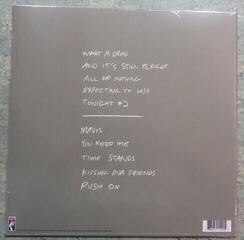 WHAT A DRAG
AND IT'S STILL ALRIGHT
ALL OR NOTHING
EXPECTING TO LOSE
TONIGHT #2
MAVIS
YOU NEED ME
TIME STANDS
KISSING OUR FRIENDS
RUSH ON